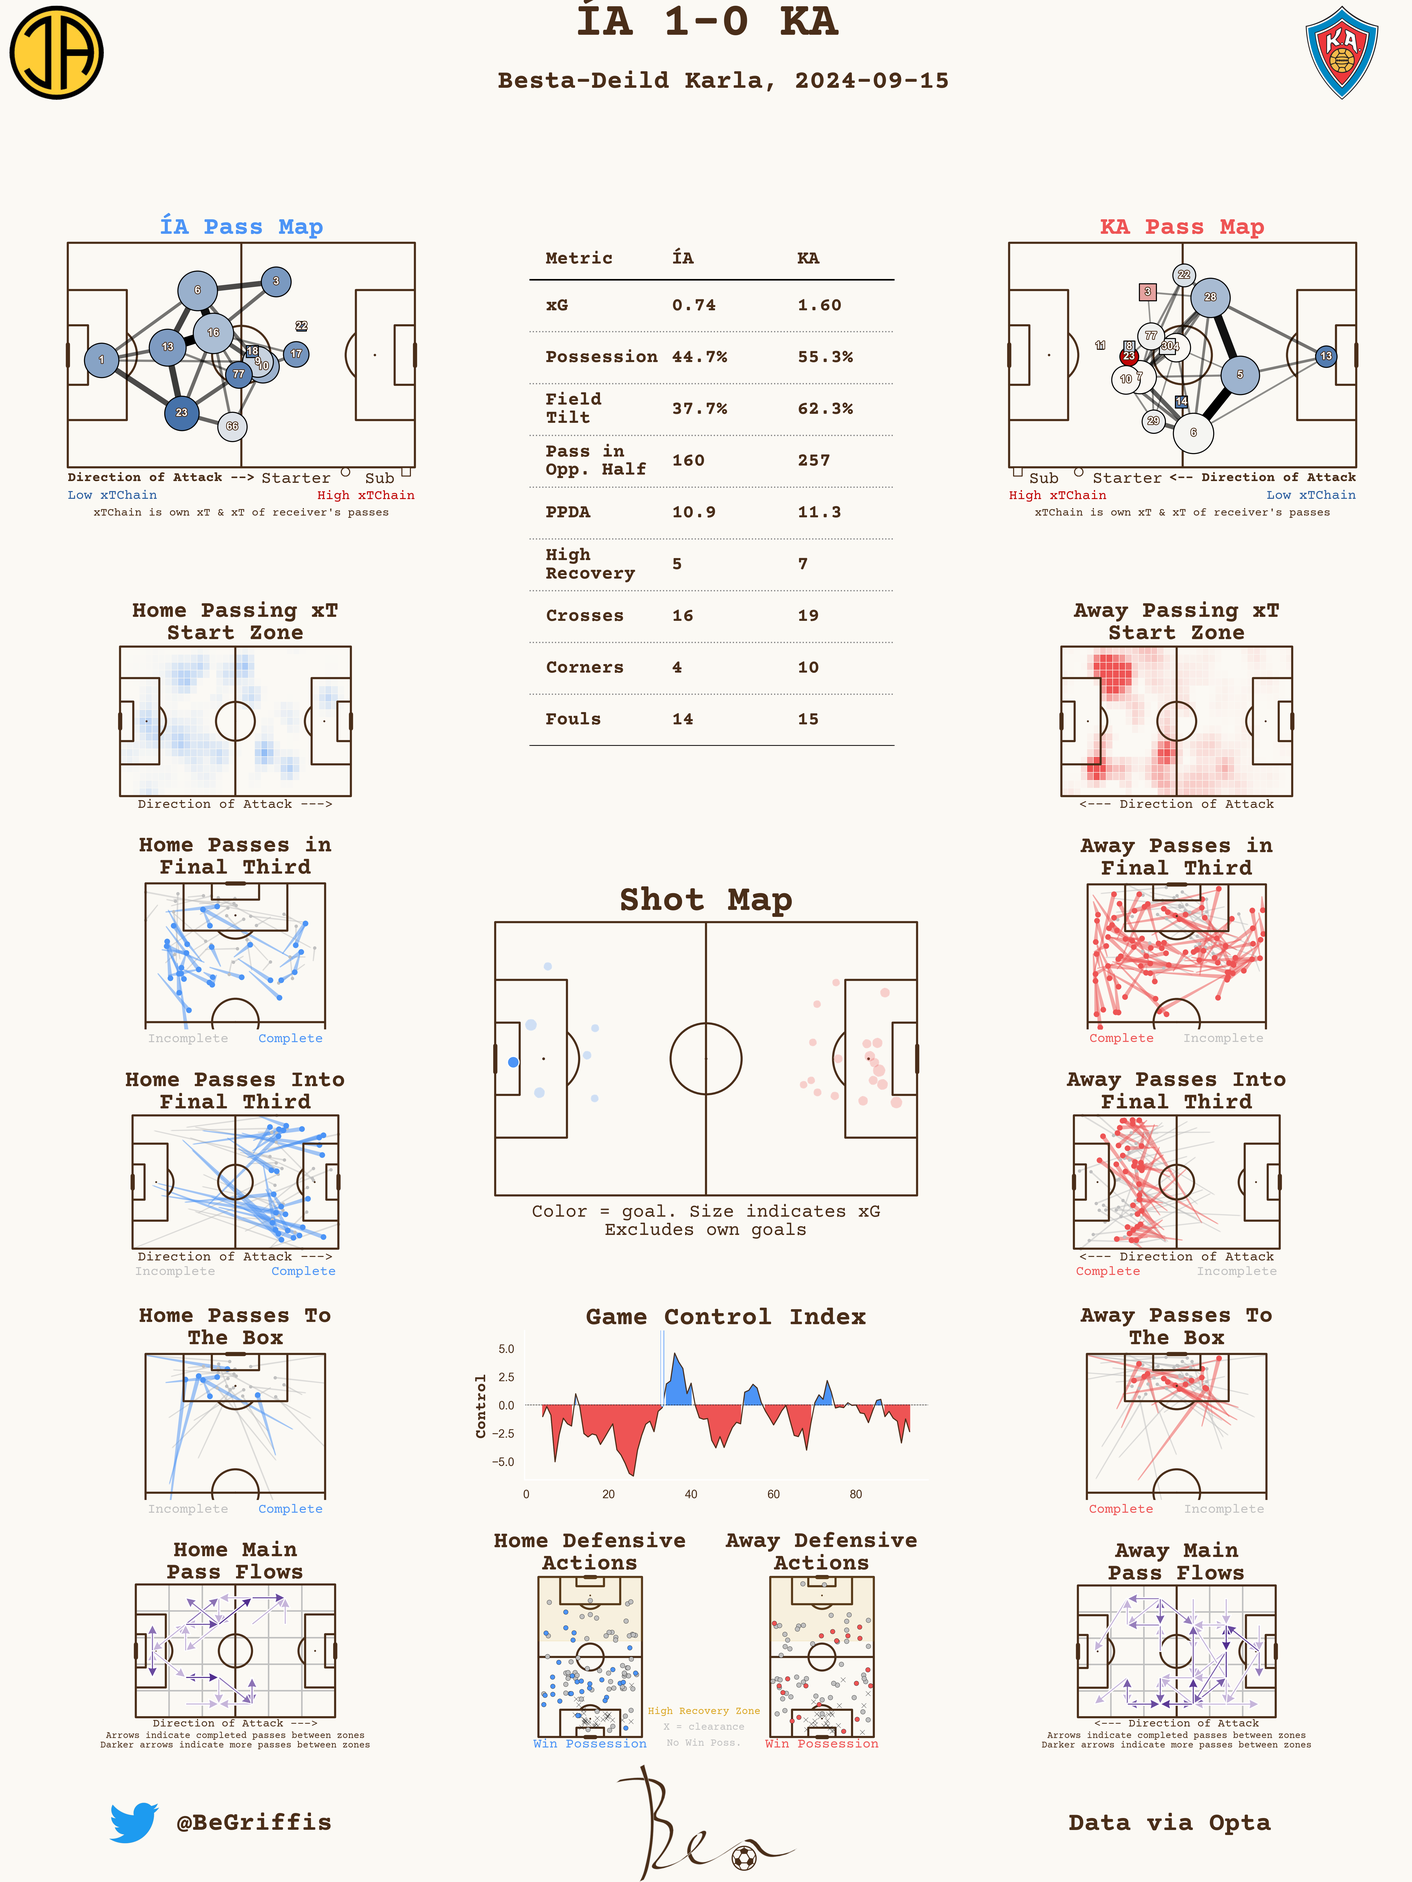 ÍA 1-0 KA
Besta-Deild Karla, 2024-09-15
KA
ÍA Pass Map
1
6
3
16
13
22
18
9
10
17
77
23
66
Direction of Attack --> Starter Sub
Low xTChain High xTChain
xTChain is own xT & xT of receiver's passes
Metric ÍA KA
xG 0.74 1.60
Possession 44.7% 55.3%
Field
Tilt 37.7% 62.3%
Pass in
Opp. Half 160 257
PPDA 10.9 11.3
High
Recovery 5 7
Crosses 16 19
Corners 4 10
Fouls 14 15
KA Pass Map
22
3
28
77
11
8
30
4
23
13
10
7
5
14
29
6
Sub Starter <-- Direction of Attack
High xTChain Low xTChain
xTChain is own xT & xT of receiver's passes
Home Passing xT
Start Zone
Direction of Attack --->
Away Passing xT
Start Zone
<--- Direction of Attack
Home Passes in
Final Third
Incomplete Complete
Away Passes in
Final Third
Complete Incomplete
Shot Map
Color = goal. Size indicates xG
Excludes own goals
Home Passes Into
Final Third
Direction of Attack --->
Incomplete Complete
Away Passes Into
Final Third
<--- Direction of Attack
Complete Incomplete
Home Passes To
The Box
Incomplete Complete
Game Control Index
Control
5.0
2.5
0.0
−2.5
−5.0
0 20 40 60 80
Away Passes To
The Box
Complete Incomplete
Home Main
Pass Flows
Direction of Attack --->
Arrows indicate completed passes between zones
Darker arrows indicate more passes between zones
Home Defensive
Actions
Win Possession
High Recovery Zone
X = clearance
No Win Poss.
Away Defensive
Actions
Win Possession
Away Main
Pass Flows
<--- Direction of Attack
Arrows indicate completed passes between zones
Darker arrows indicate more passes between zones
@BeGriffis
Ben
Data via Opta